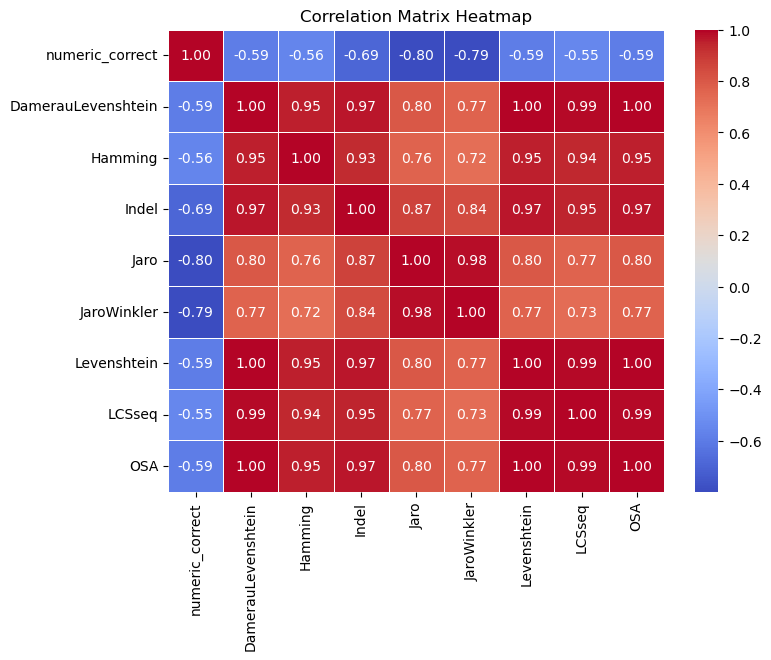 Correlation Matrix Heatmap
numeric_correct 1.00 -0.59 -0.56 -0.69 -0.80 -0.79 -0.59 -0.55 -0.59
DamerauLevenshtein -0.59 1.00 0.95 0.97 0.80 0.77 1.00 0.99 1.00
Hamming -0.56 0.95 1.00 0.93 0.76 0.72 0.95 0.94 0.95
Indel -0.69 0.97 0.93 1.00 0.87 0.84 0.97 0.95 0.97
Jaro -0.80 0.80 0.76 0.87 1.00 0.98 0.80 0.77 0.80
JaroWinkler -0.79 0.77 0.72 0.84 0.98 1.00 0.77 0.73 0.77
Levenshtein -0.59 1.00 0.95 0.97 0.80 0.77 1.00 0.99 1.00
LCSseq -0.55 0.99 0.94 0.95 0.77 0.73 0.99 1.00 0.99
OSA -0.59 1.00 0.95 0.97 0.80 0.77 1.00 0.99 1.00
numeric_correct
DamerauLevenshtein
Hamming
Indel
Jaro
JaroWinkler
Levenshtein
LCSseq
OSA
1.0
0.8
0.6
0.4
0.2
0.0
−0.2
−0.4
−0.6